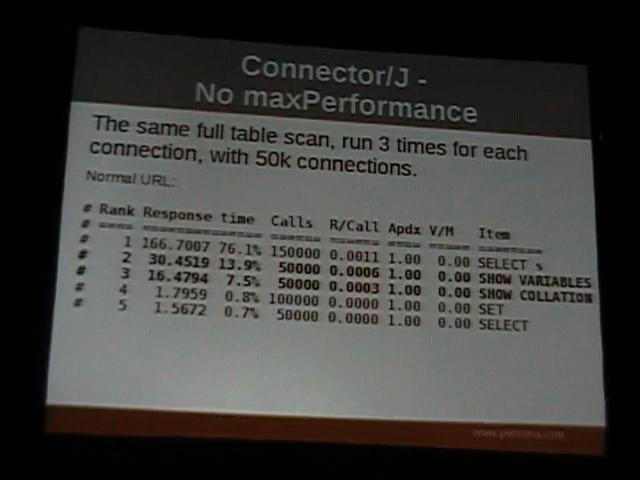 Connector/J -
No maxPerformance
The same full table scan, run 3 times for each
connection, with 50k connections.
Normal URL:
# Rank Response time Calls R/Call Apdx V/M Item
# ==== ============= ====== ====== ==== ===== =======
# 1 166.7007 76.1% 150000 0.0011 1.00 0.00 SELECT s
# 2 30.4519 13.9% 50000 0.0006 1.00 0.00 SHOW VARIABLES
# 3 16.4794 7.5% 50000 0.0003 1.00 0.00 SHOW COLLATION
# 4 1.7959 0.8% 100000 0.0000 1.00 0.00 SET
# 5 1.5672 0.7% 50000 0.0000 1.00 0.00 SELECT
www.percona.com